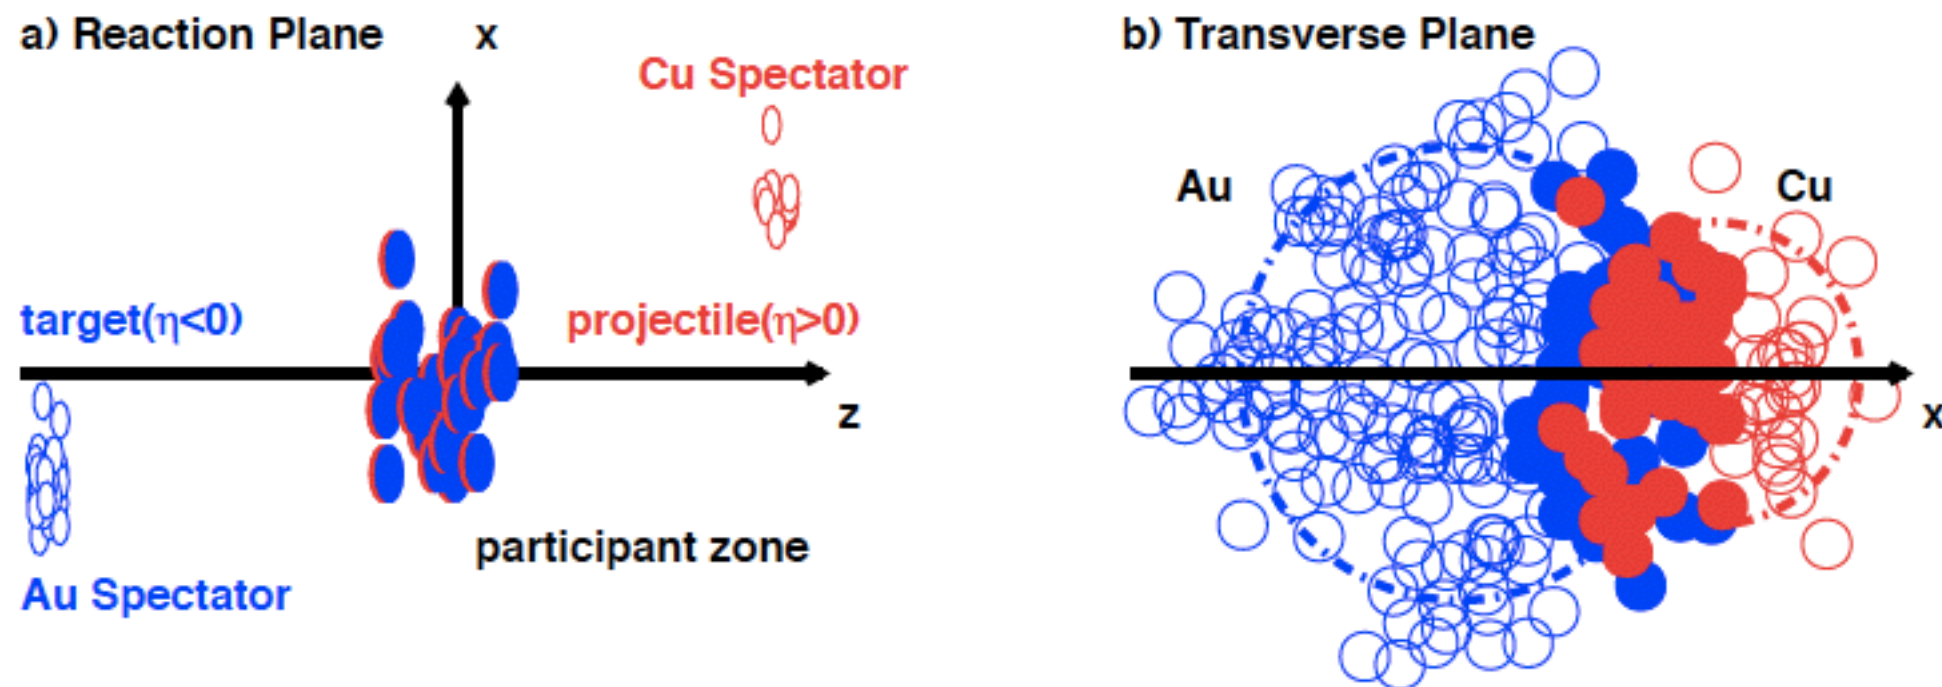 a) Reaction Plane
x
Cu Spectator
target(η<0)
projectile(η>0)
z
participant zone
Au Spectator
b) Transverse Plane
Au
Cu
x